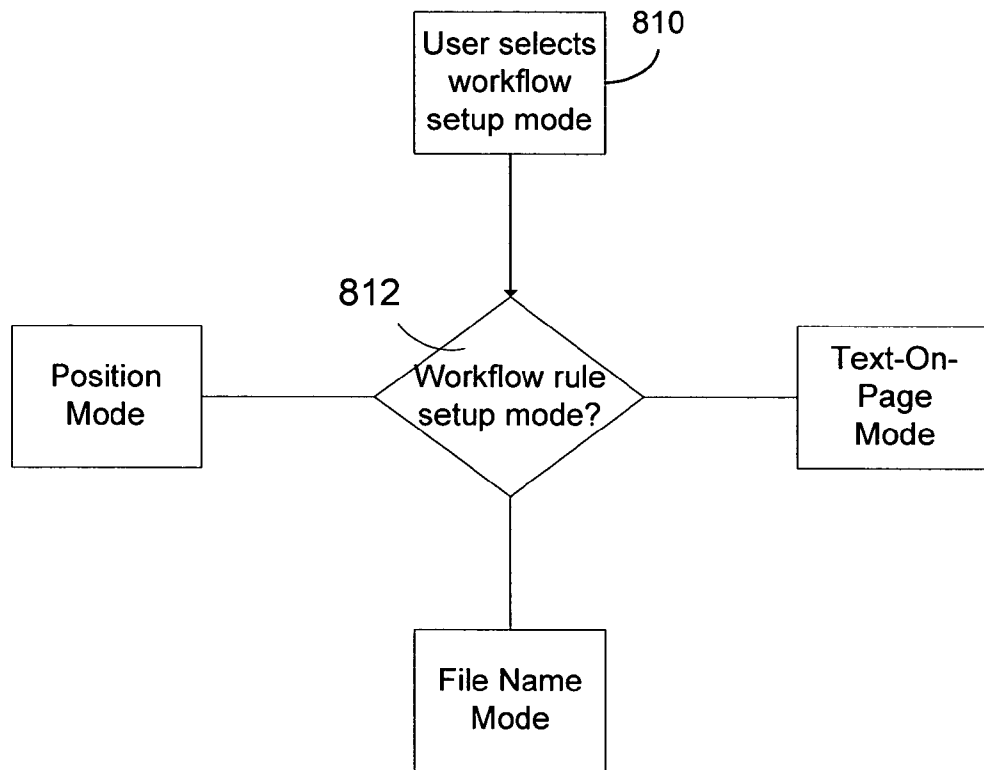 User selects
workflow
setup mode
810
812
Workflow rule
setup mode?
Position
Mode
Text-On-
Page
Mode
File Name
Mode